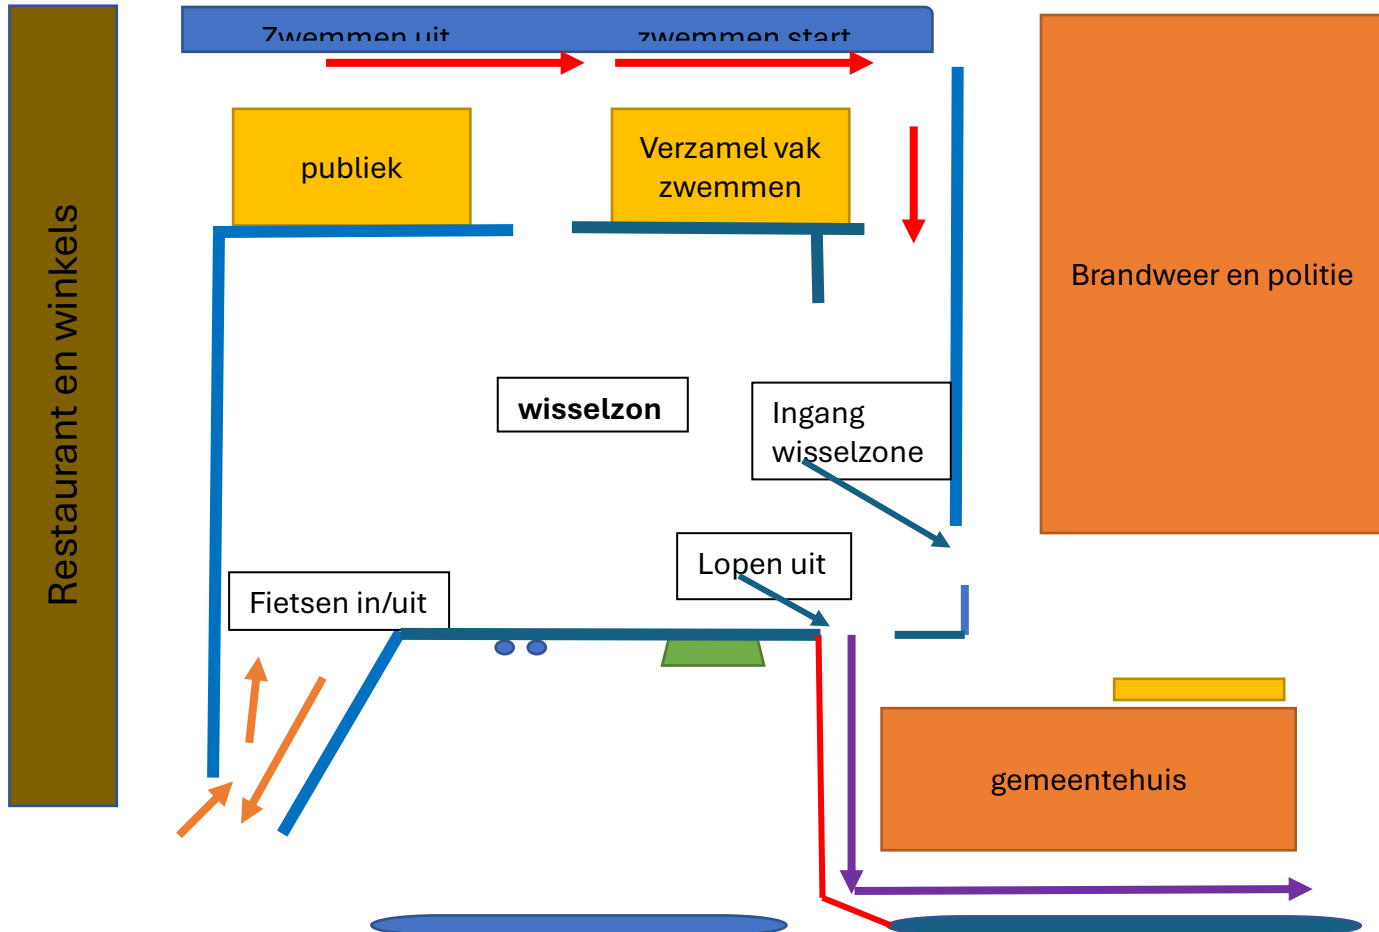 Zwemmen uit zwemmen start
publiek
Verzamel vak
zwemmen
Restaurant en winkels
Brandweer en politie
wisselzon
Ingang
wisselzone
Lopen uit
Fietsen in/uit
gemeentehuis